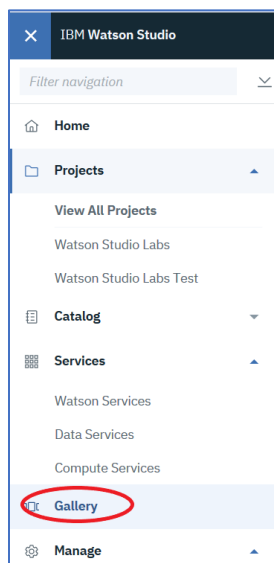 IBM Watson Studio
Filter navigation
Home
Projects
View All Projects
Watson Studio Labs
Watson Studio Labs Test
Catalog
Services
Watson Services
Data Services
Compute Services
Gallery
Manage